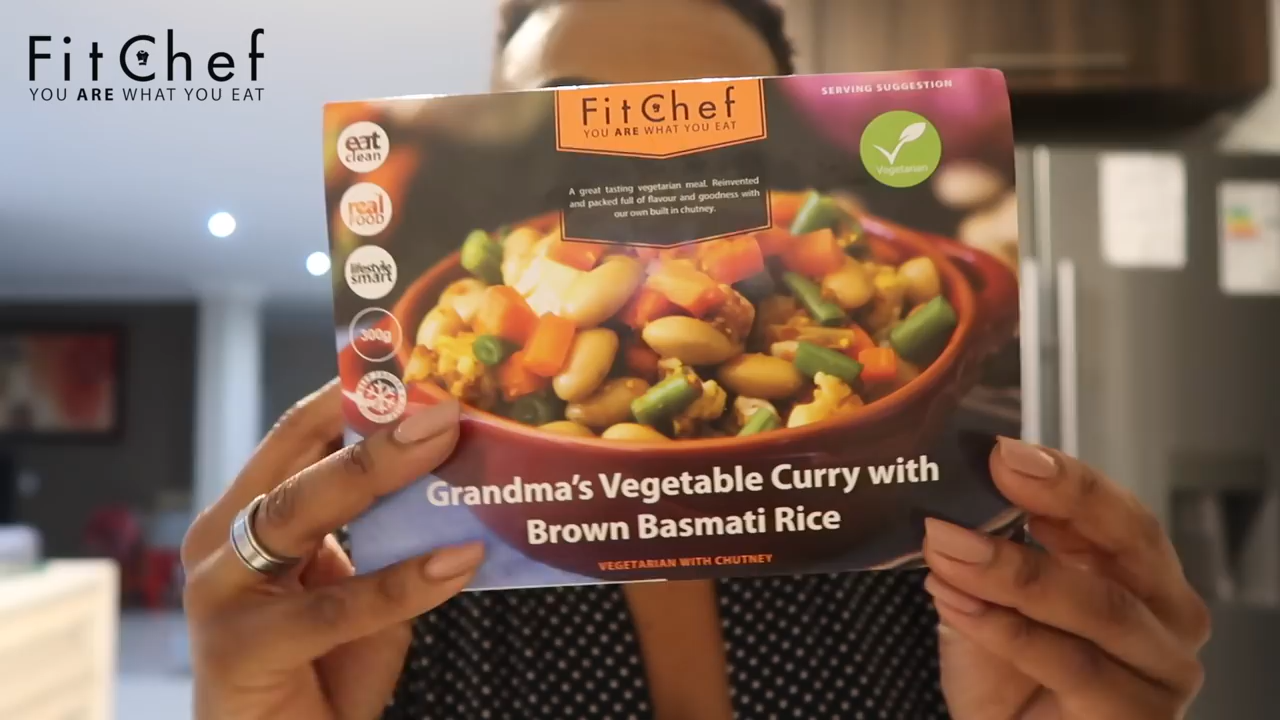 FitChef
YOU ARE WHAT YOU EAT
FitChef
YOU ARE WHAT YOU EAT
SERVING SUGGESTION
eat
clean
real
FOOD
lifestyle
smart
300g
Vegetarian
A great tasting vegetarian meal. Reinvented
and packed full of flavour and goodness with
our own built in chutney.
Grandma's Vegetable Curry with
Brown Basmati Rice
VEGETARIAN WITH CHUTNEY